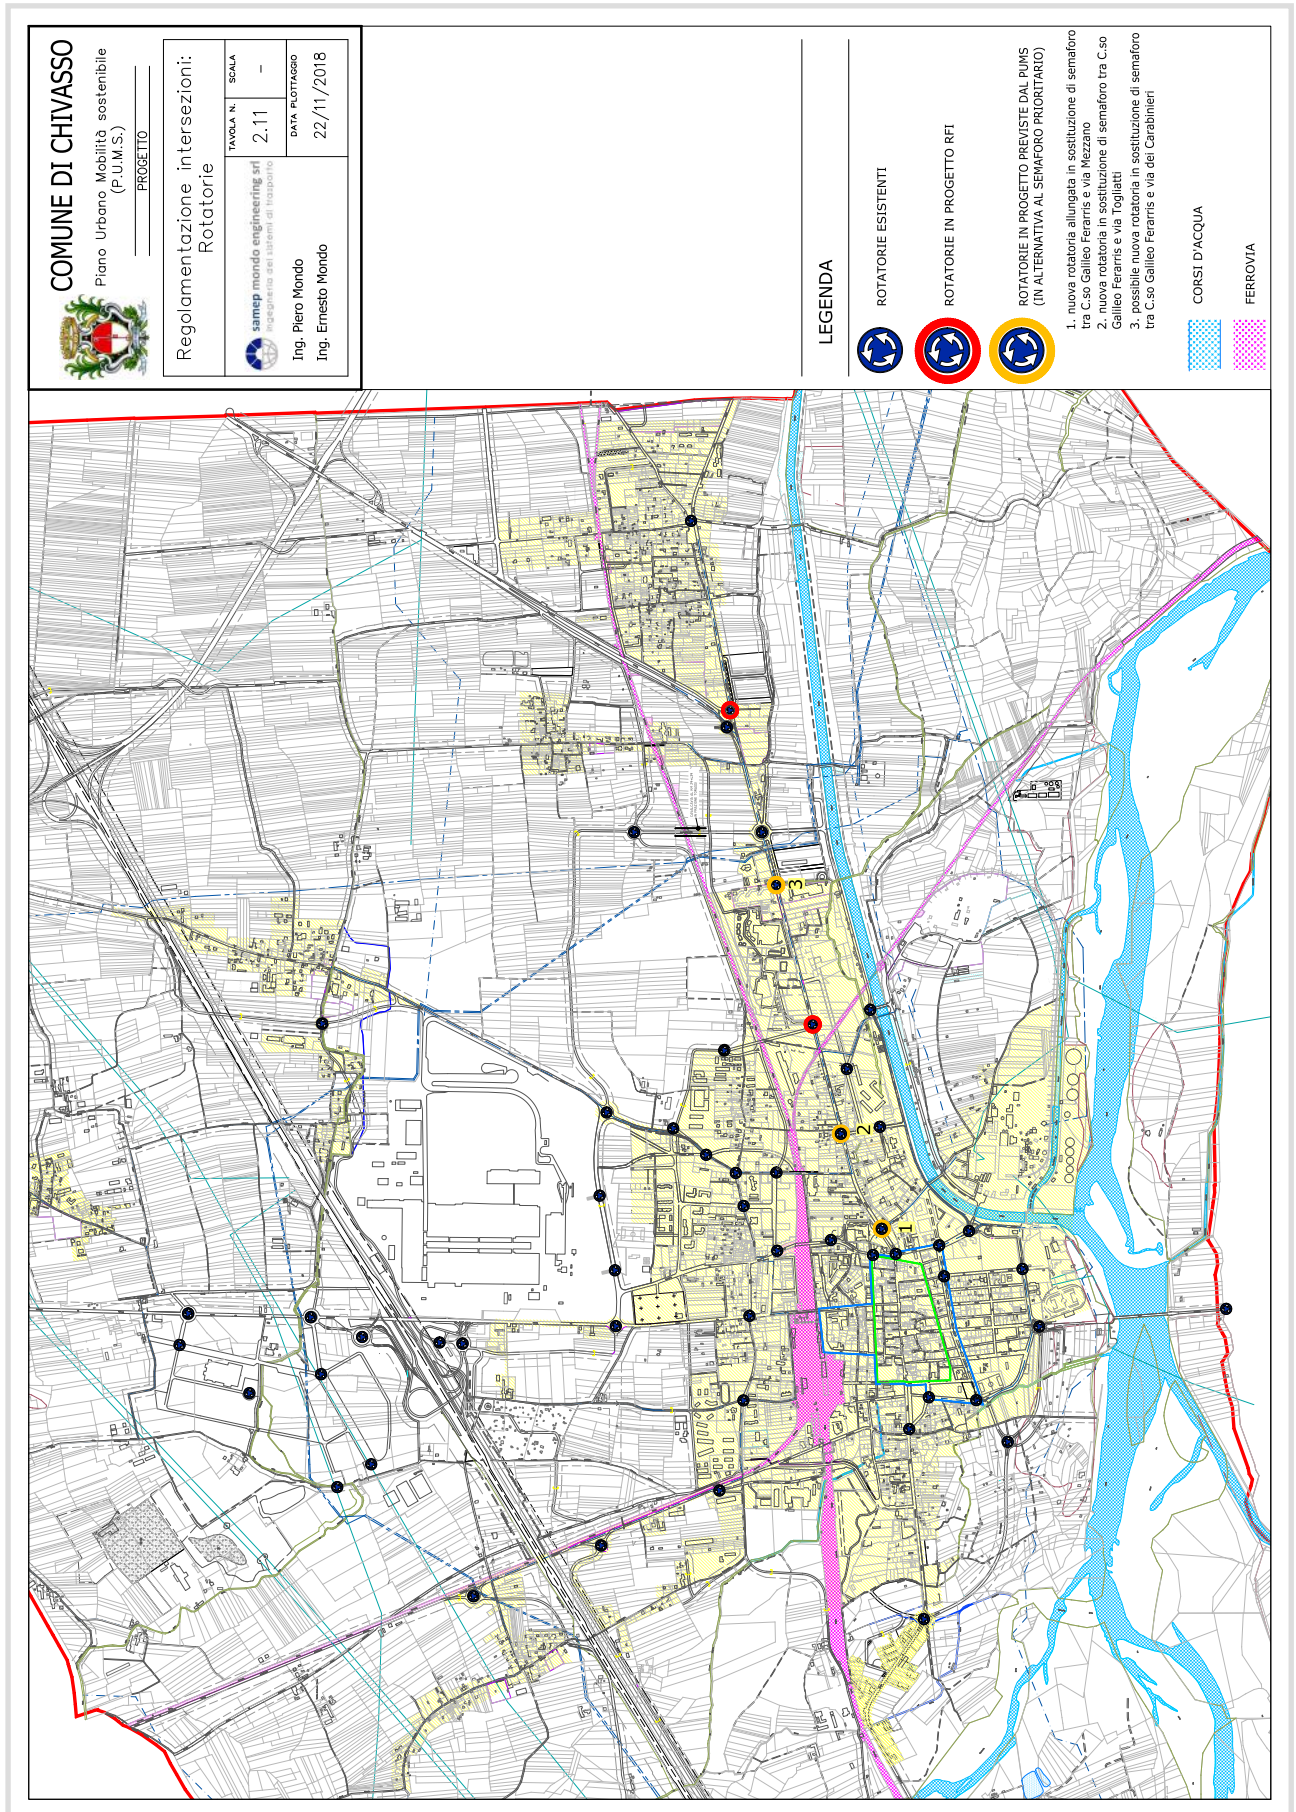 COMUNE DI CHIVASSO
Piano Urbano Mobilità sostenibile
(P.U.M.S.)
PROGETTO
Regolamentazione intersezioni:
Rotatorie
samep mondo engineering srl
ingegneria dei sistemi di trasporto
Ing. Piero Mondo
Ing. Ernesto Mondo
TAVOLA N.
2.11
SCALA
-
DATA PLOTTAGGIO
22/11/2018
LEGENDA
ROTATORIE ESISTENTI
ROTATORIE IN PROGETTO RFI
ROTATORIE IN PROGETTO PREVISTE DAL PUMS
(IN ALTERNATIVA AL SEMAFORO PRIORITARIO)
1. nuova rotatoria allungata in sostituzione di semaforo
tra C.so Galileo Ferarris e via Mezzano
2. nuova rotatoria in sostituzione di semaforo tra C.so
Galileo Ferarris e via Togliatti
3. possibile nuova rotatoria in sostituzione di semaforo
tra C.so Galileo Ferarris e via dei Carabinieri
CORSI D'ACQUA
FERROVIA
3
2
1